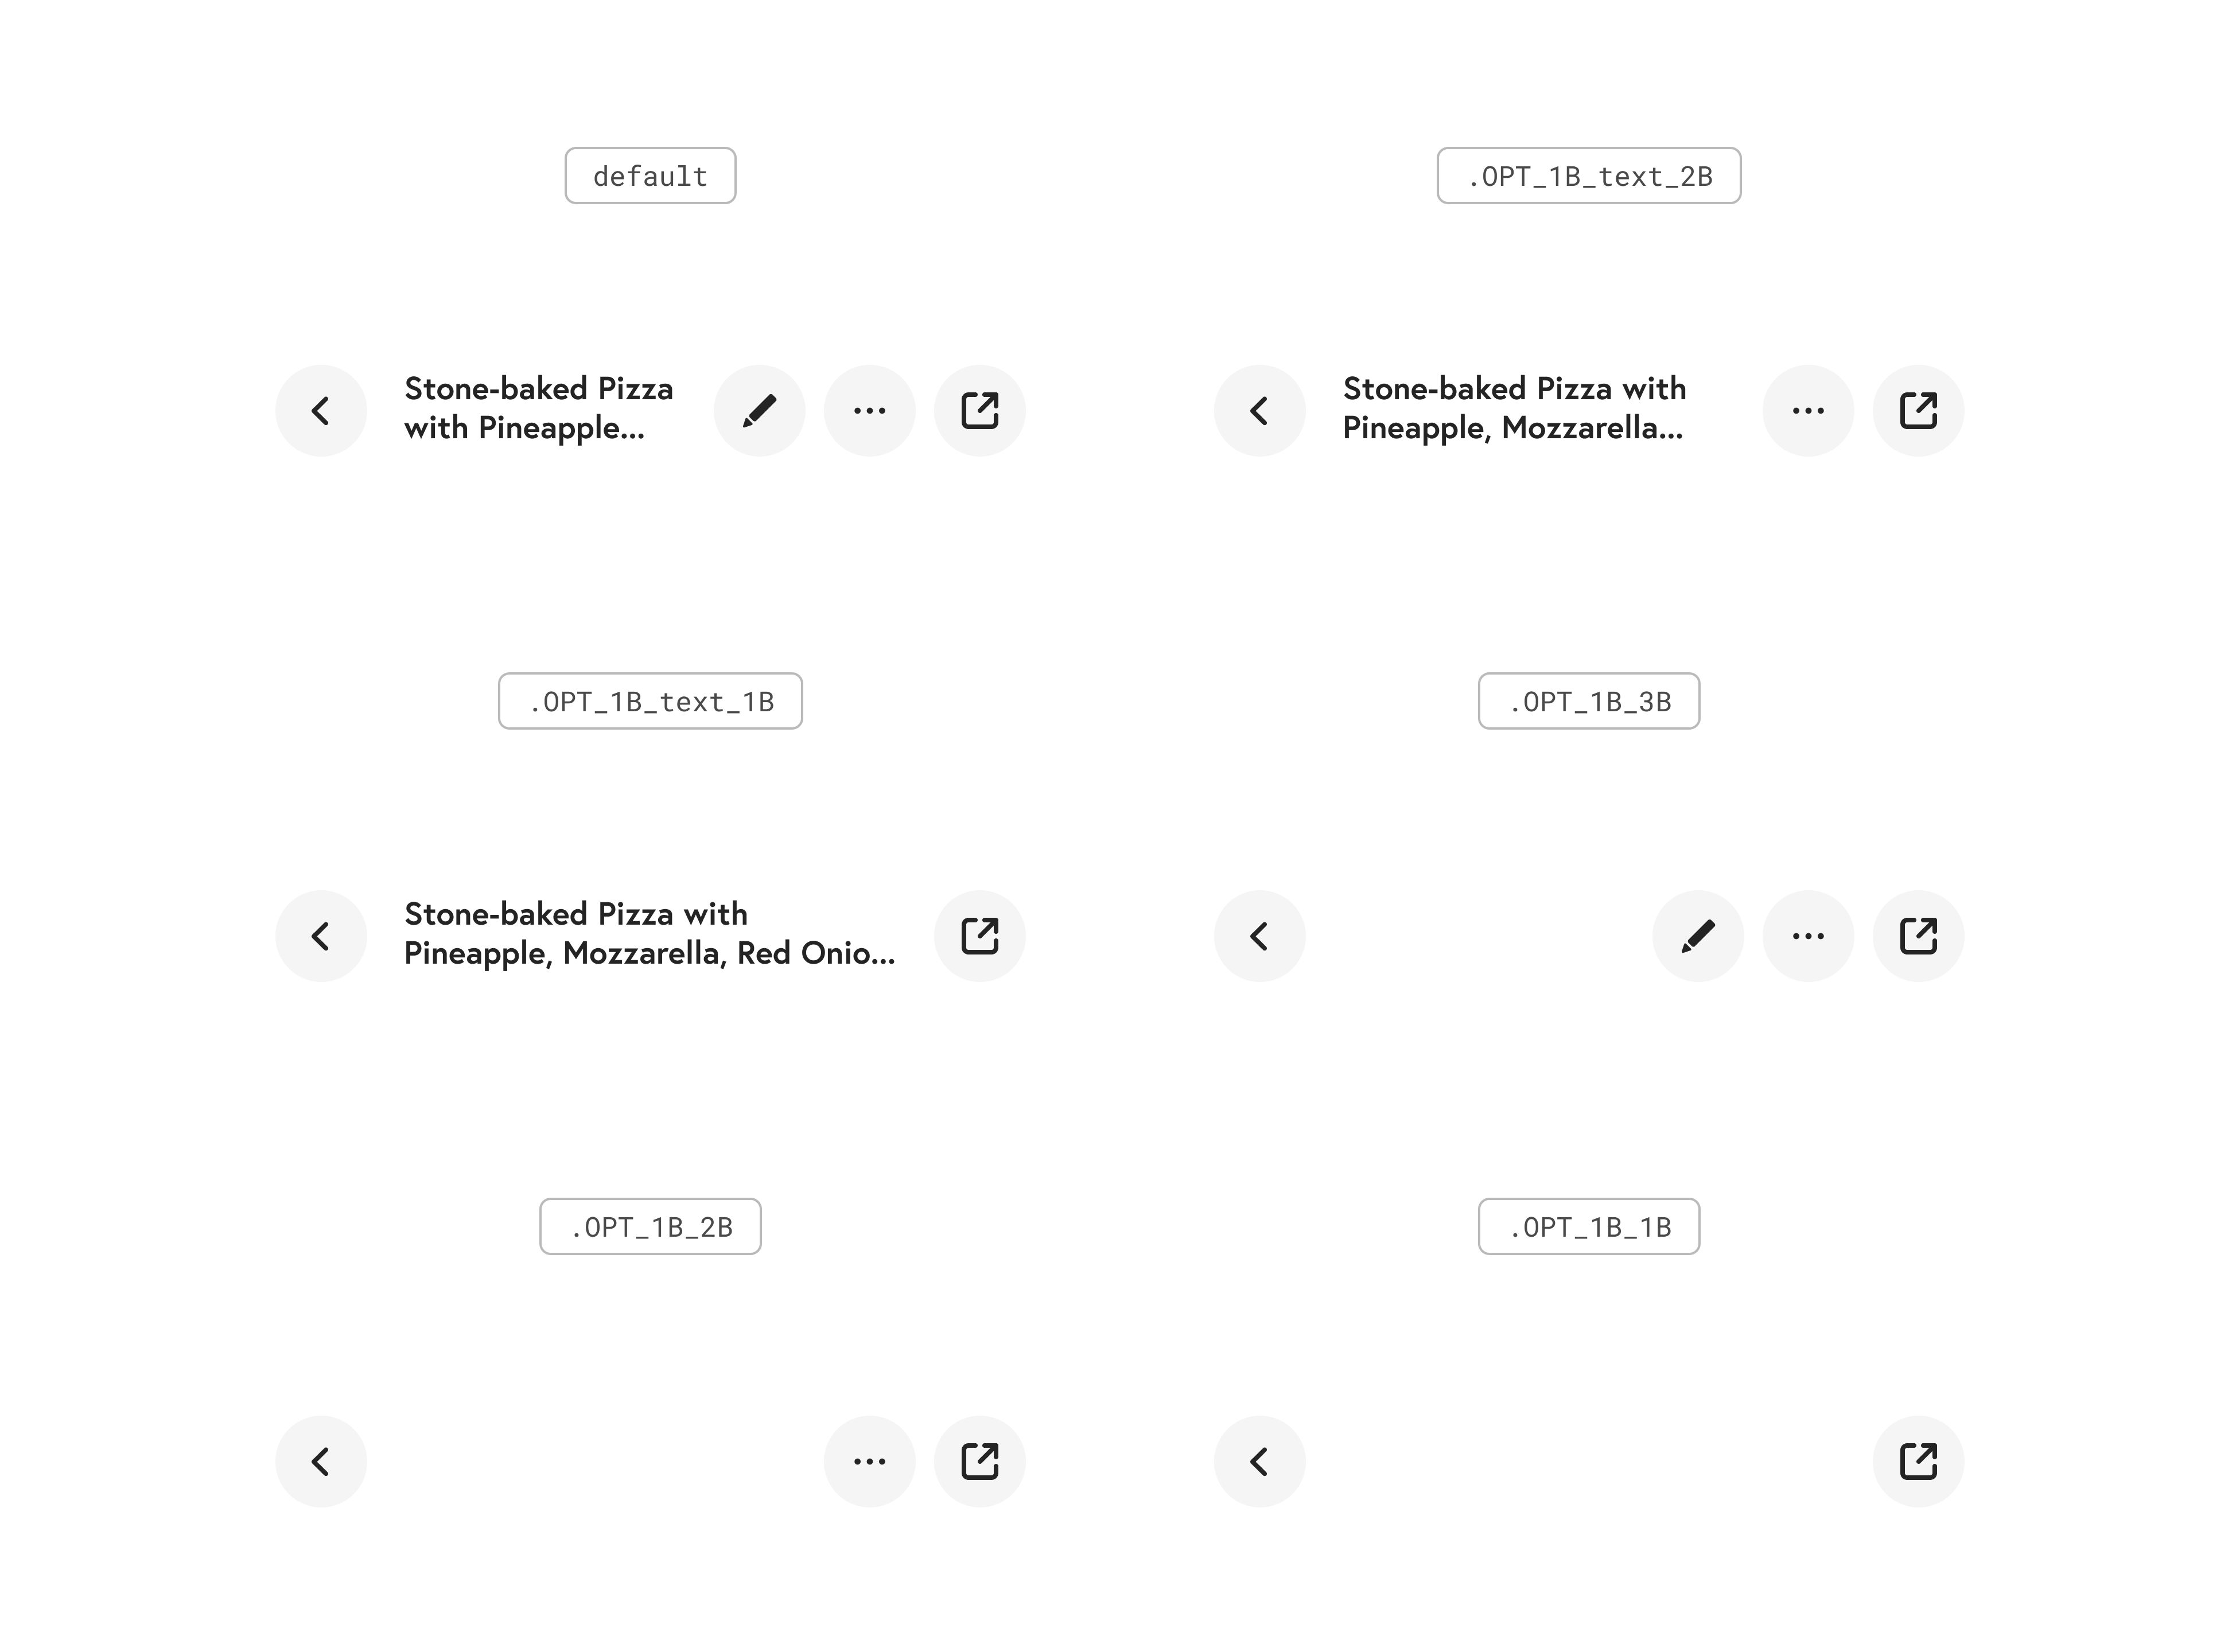 default
.OPT_1B_text_2B
Stone-baked Pizza
with Pineapple...
Stone-baked Pizza with
Pineapple, Mozzarella...
.OPT_1B_text_1B
.OPT_1B_3B
Stone-baked Pizza with
Pineapple, Mozzarella, Red Onio...
.OPT_1B_2B
.OPT_1B_1B